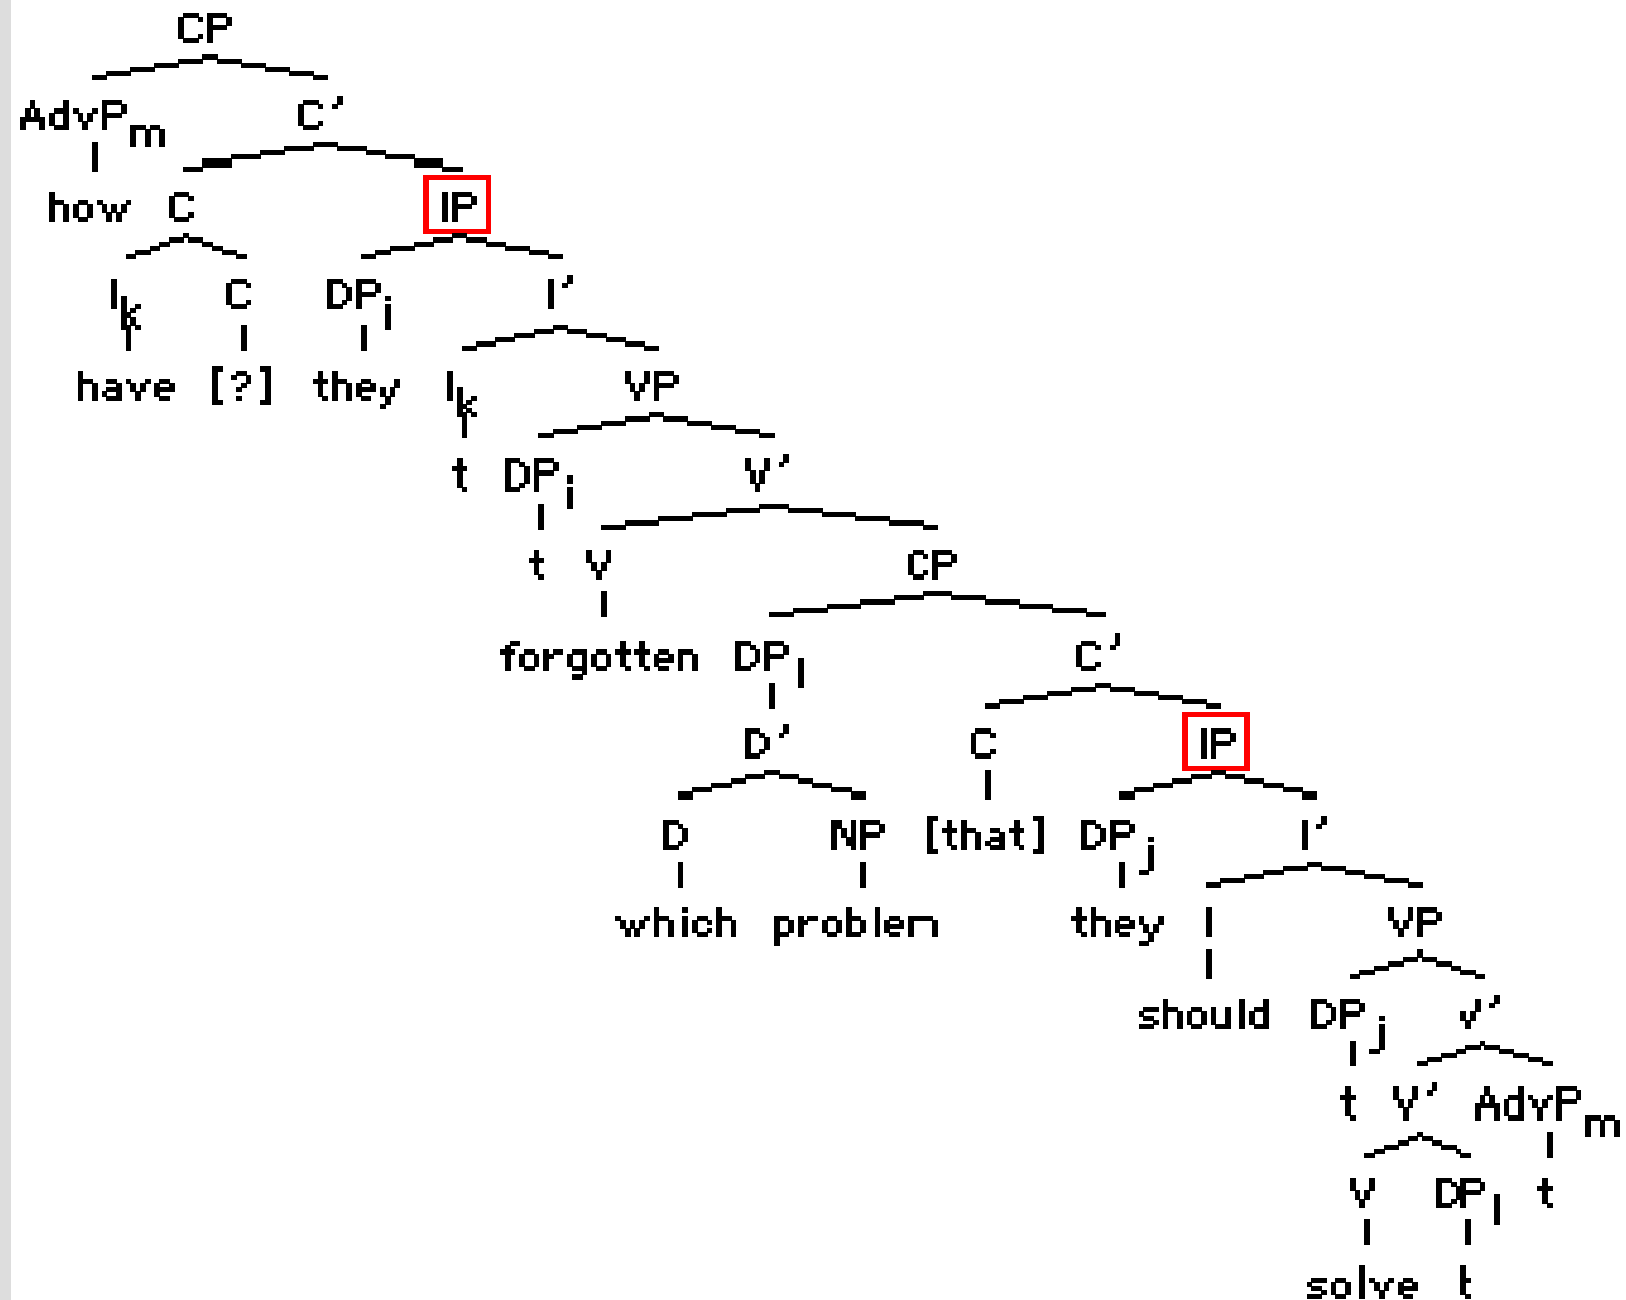 CP
AdvPm C’
how C IP
Ik C DPi I’
have [?] they Ik VP
t DPi V’
t V CP
forgotten DPl C’
D’ C IP
D NP [that] DPj I’
which problem they I VP
should DPj V’
t V’ AdvPm
V DPl t
solve t